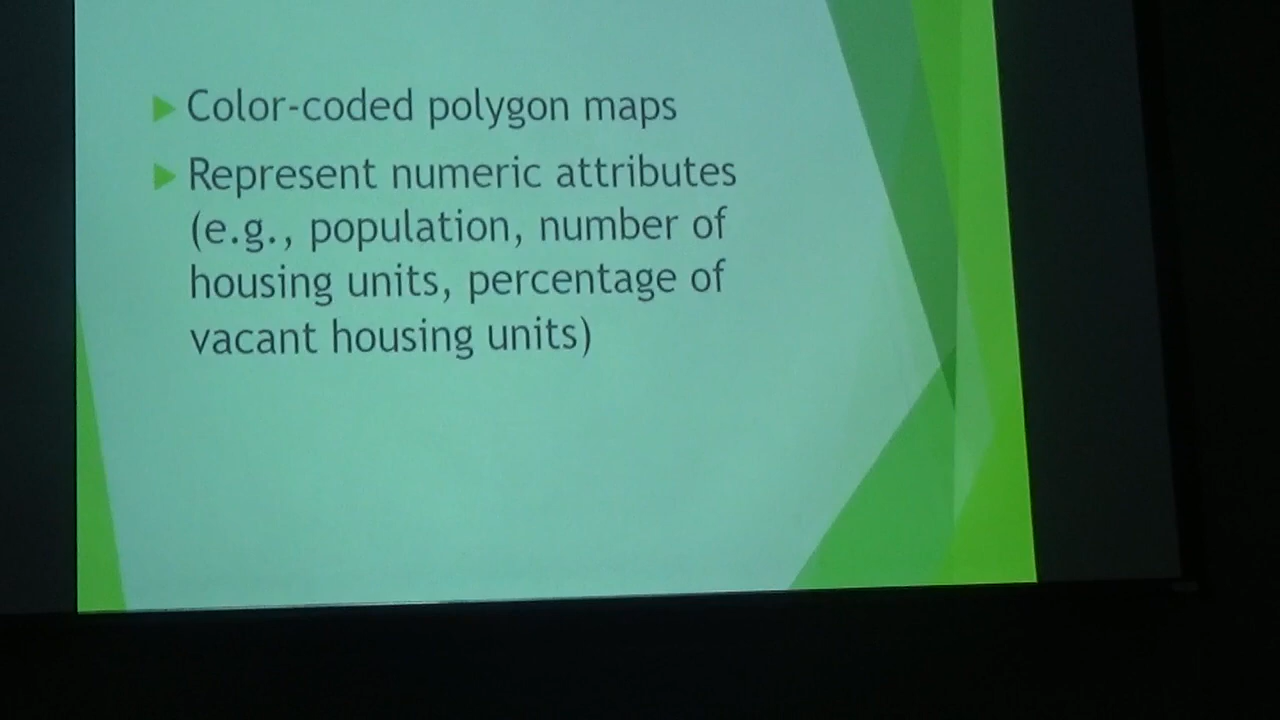 Color-coded polygon maps
Represent numeric attributes
(e.g., population, number of
housing units, percentage of
vacant housing units)